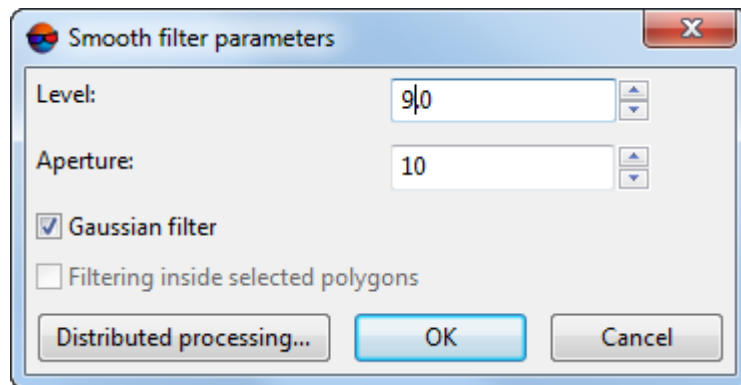 Smooth filter parameters
Level:
9.0
Aperture:
10
Gaussian filter
Filtering inside selected polygons
Distributed processing...
OK
Cancel